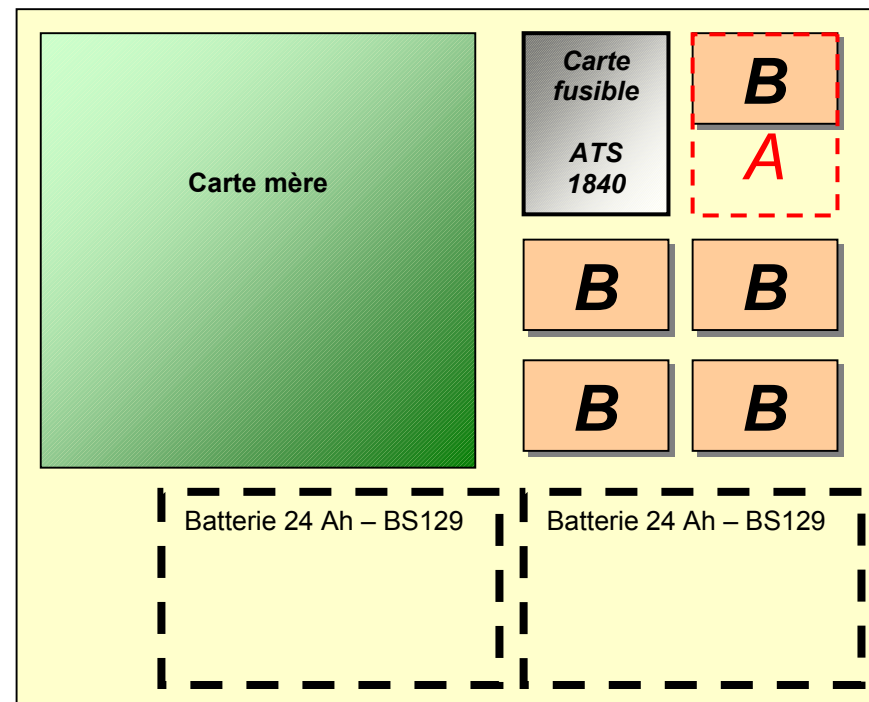 Carte mère
Carte
fusible
ATS
1840
B
A
B
B
B
B
Batterie 24 Ah – BS129
Batterie 24 Ah – BS129